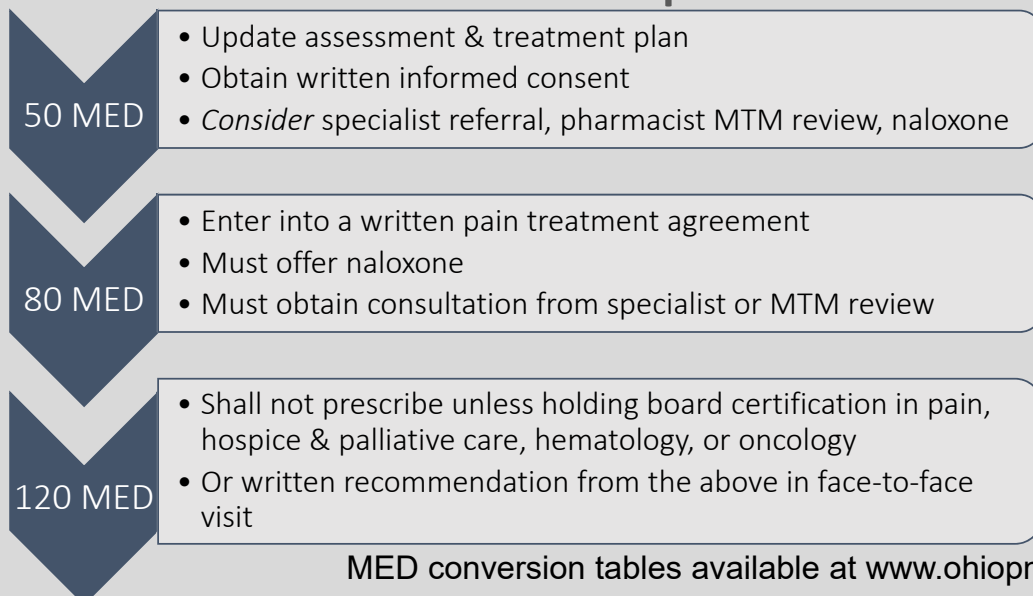 50 MED
• Update assessment & treatment plan
• Obtain written informed consent
• Consider specialist referral, pharmacist MTM review, naloxone
80 MED
• Enter into a written pain treatment agreement
• Must offer naloxone
• Must obtain consultation from specialist or MTM review
120 MED
• Shall not prescribe unless holding board certification in pain,
hospice & palliative care, hematology, or oncology
• Or written recommendation from the above in face-to-face
visit
MED conversion tables available at